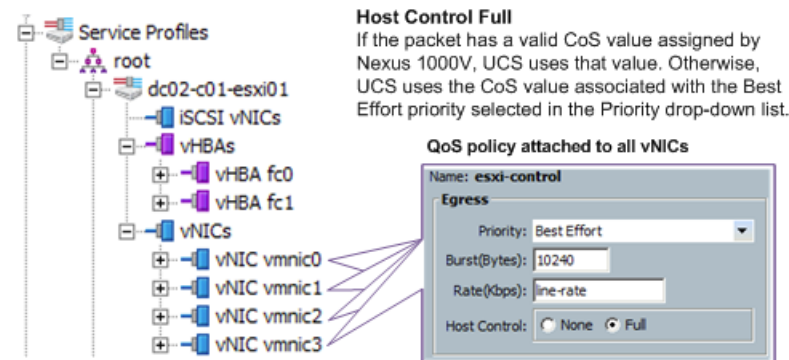 Service Profiles
root
dc02-c01-esxi01
iSCSI vNICs
vHBAs
vHBA fc0
vHBA fc1
vNICs
vNIC vmnic0
vNIC vmnic1
vNIC vmnic2
vNIC vmnic3
Host Control Full
If the packet has a valid CoS value assigned by
Nexus 1000V, UCS uses that value. Otherwise,
UCS uses the CoS value associated with the Best
Effort priority selected in the Priority drop-down list.
QoS policy attached to all vNICs
Name: esxi-control
Egress
Priority: Best Effort
Burst(Bytes): 10240
Rate(Kbps): line-rate
Host Control: None Full